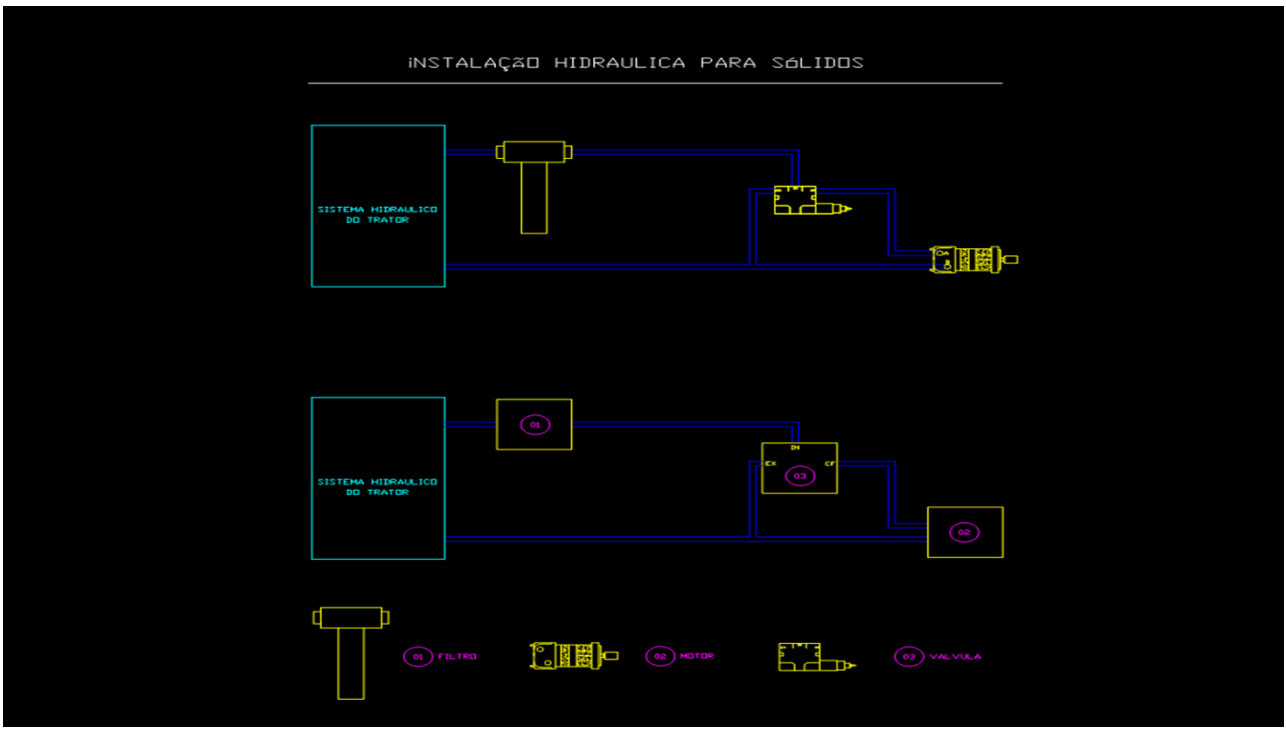 iNSTALAÇãO HIDRAULICA PARA SóLIDOS
SISTEMA HIDRAULICO
DO TRATOR
A
B
01
IN
EX
CF
03
SISTEMA HIDRAULICO
DO TRATOR
02
01 FILTRO
02 MOTOR
03 VALVULA